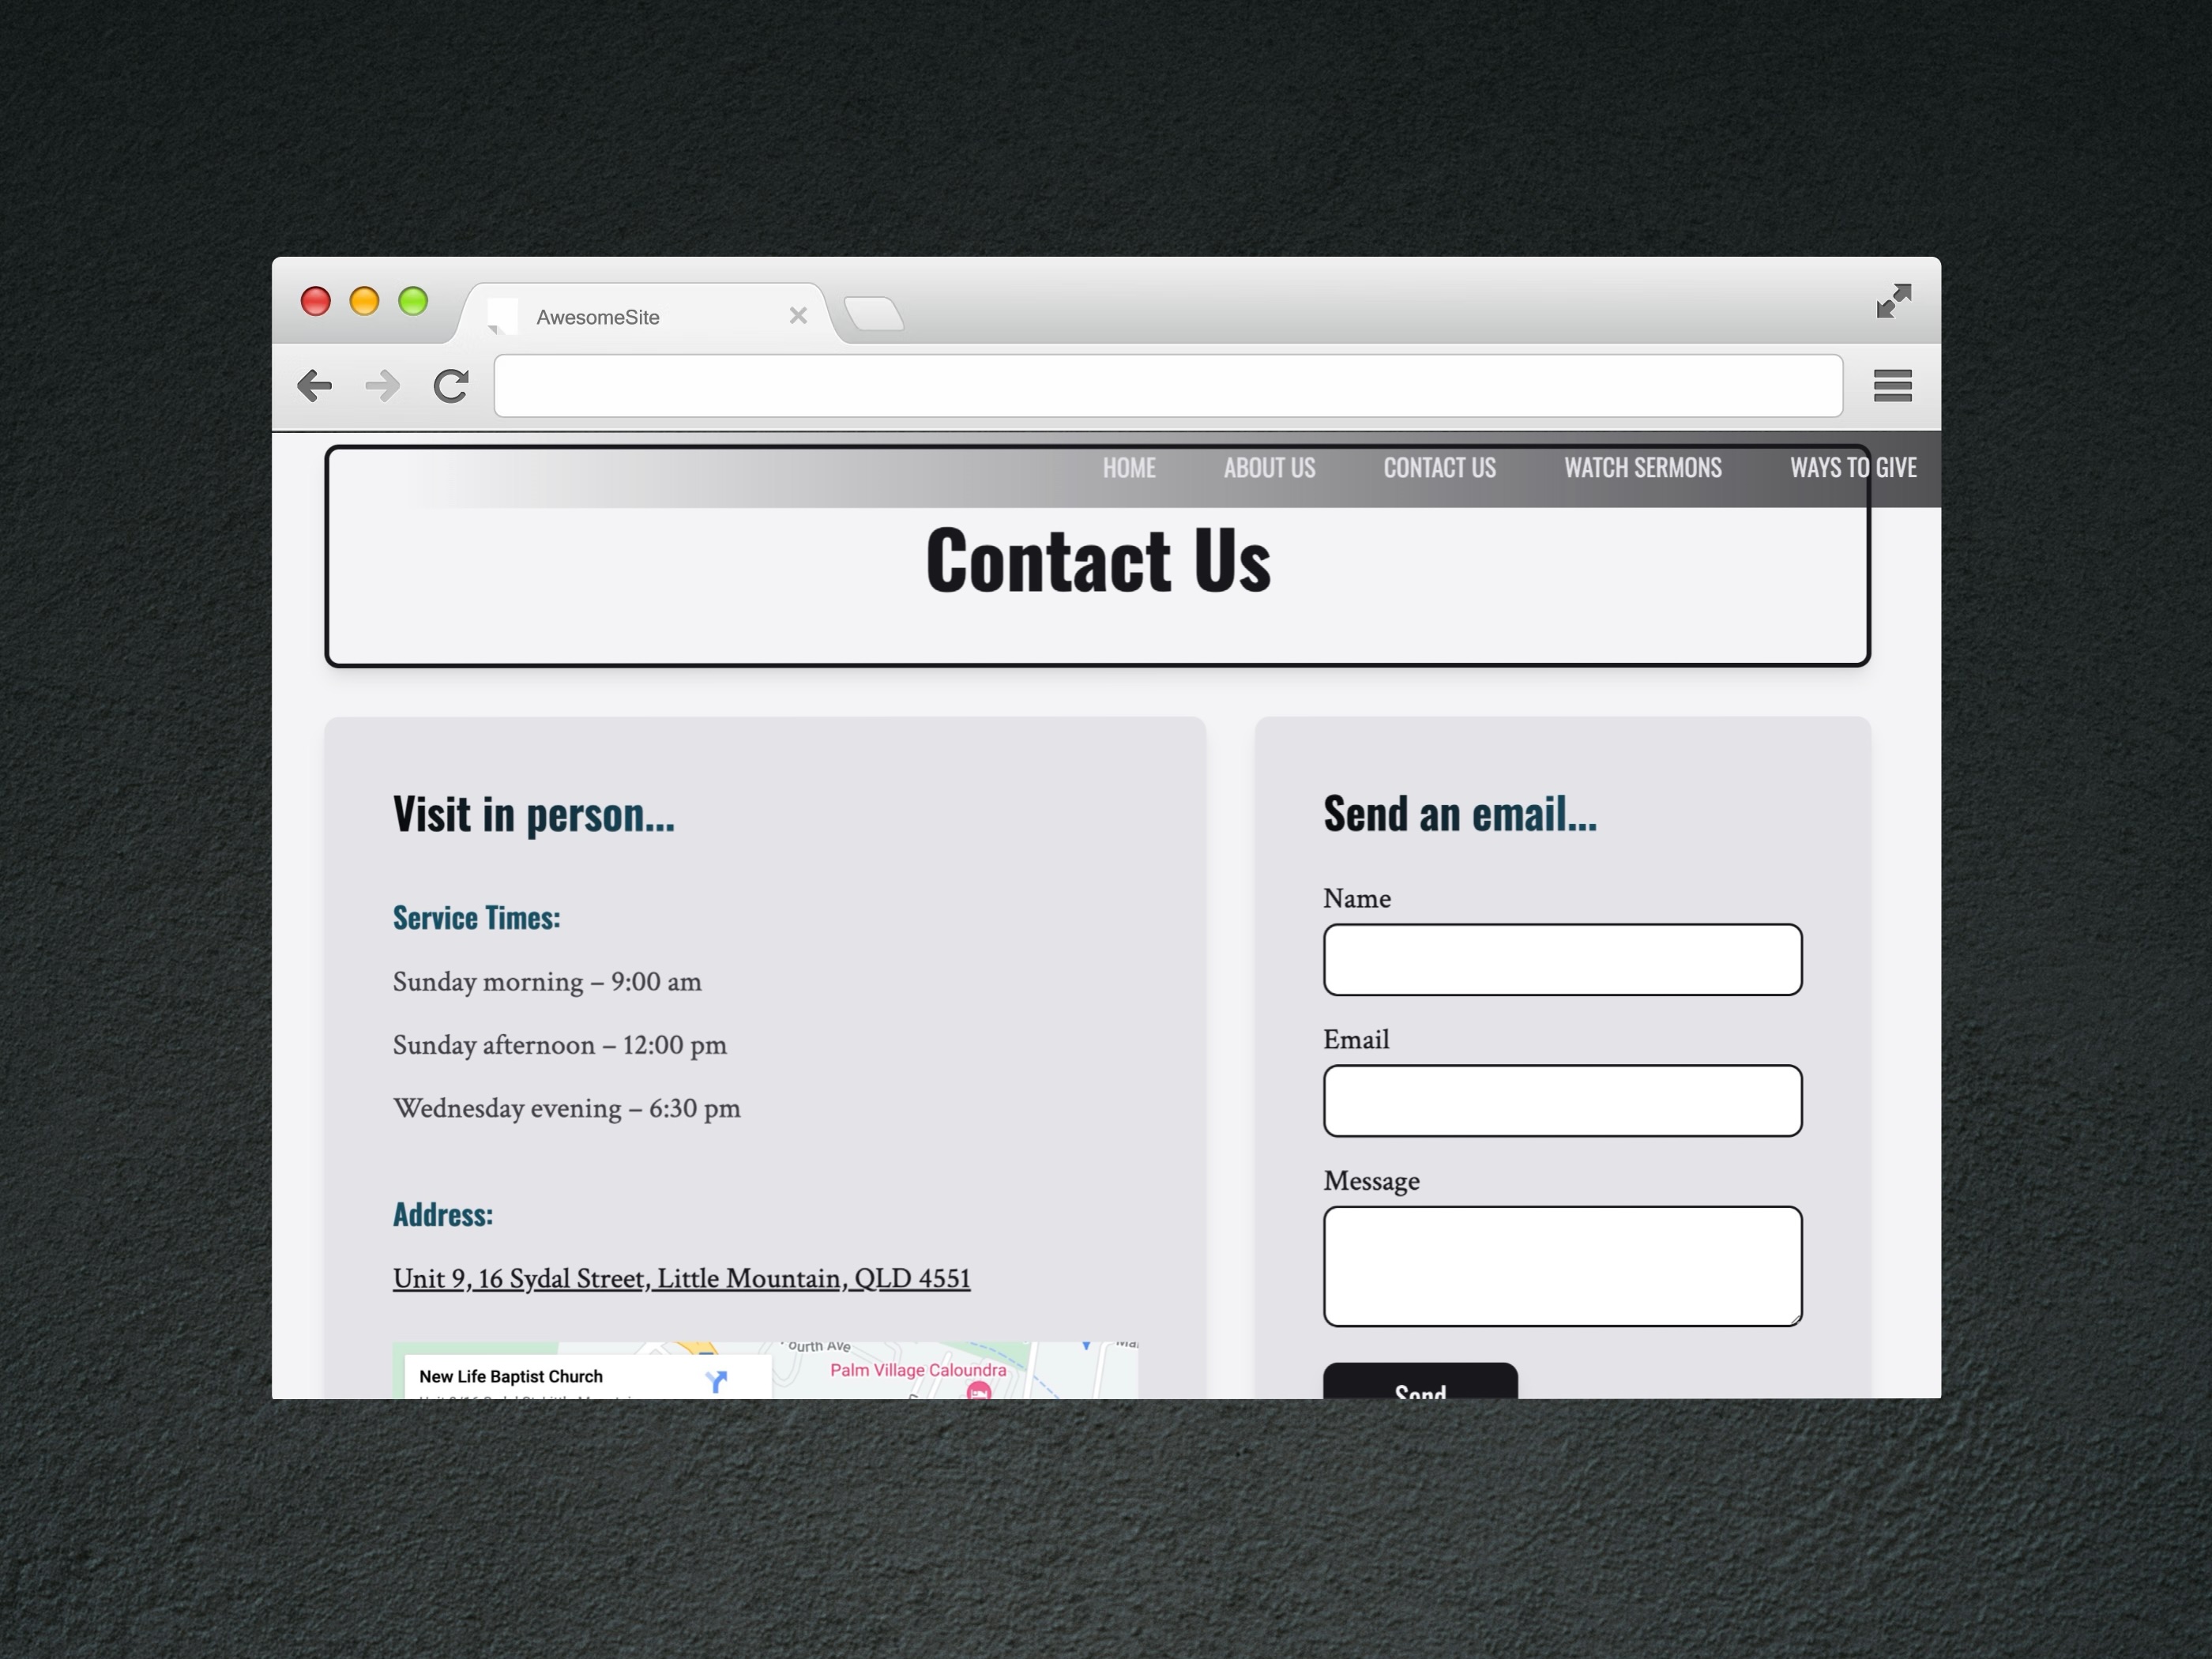 AwesomeSite
HOME ABOUT US CONTACT US WATCH SERMONS WAYS TO GIVE
Contact Us
Visit in person...
Service Times:
Sunday morning – 9:00 am
Sunday afternoon – 12:00 pm
Wednesday evening – 6:30 pm
Address:
Unit 9, 16 Sydal Street, Little Mountain, QLD 4551
New Life Baptist Church
ourth Ave
Palm Village Caloundra
Send an email...
Name
Email
Message
Send